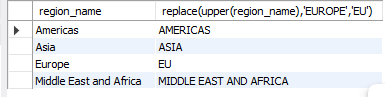 region_name replace(upper(region_name),'EUROPE','EU')
Americas AMERICAS
Asia ASIA
Europe EU
Middle East and Africa MIDDLE EAST AND AFRICA